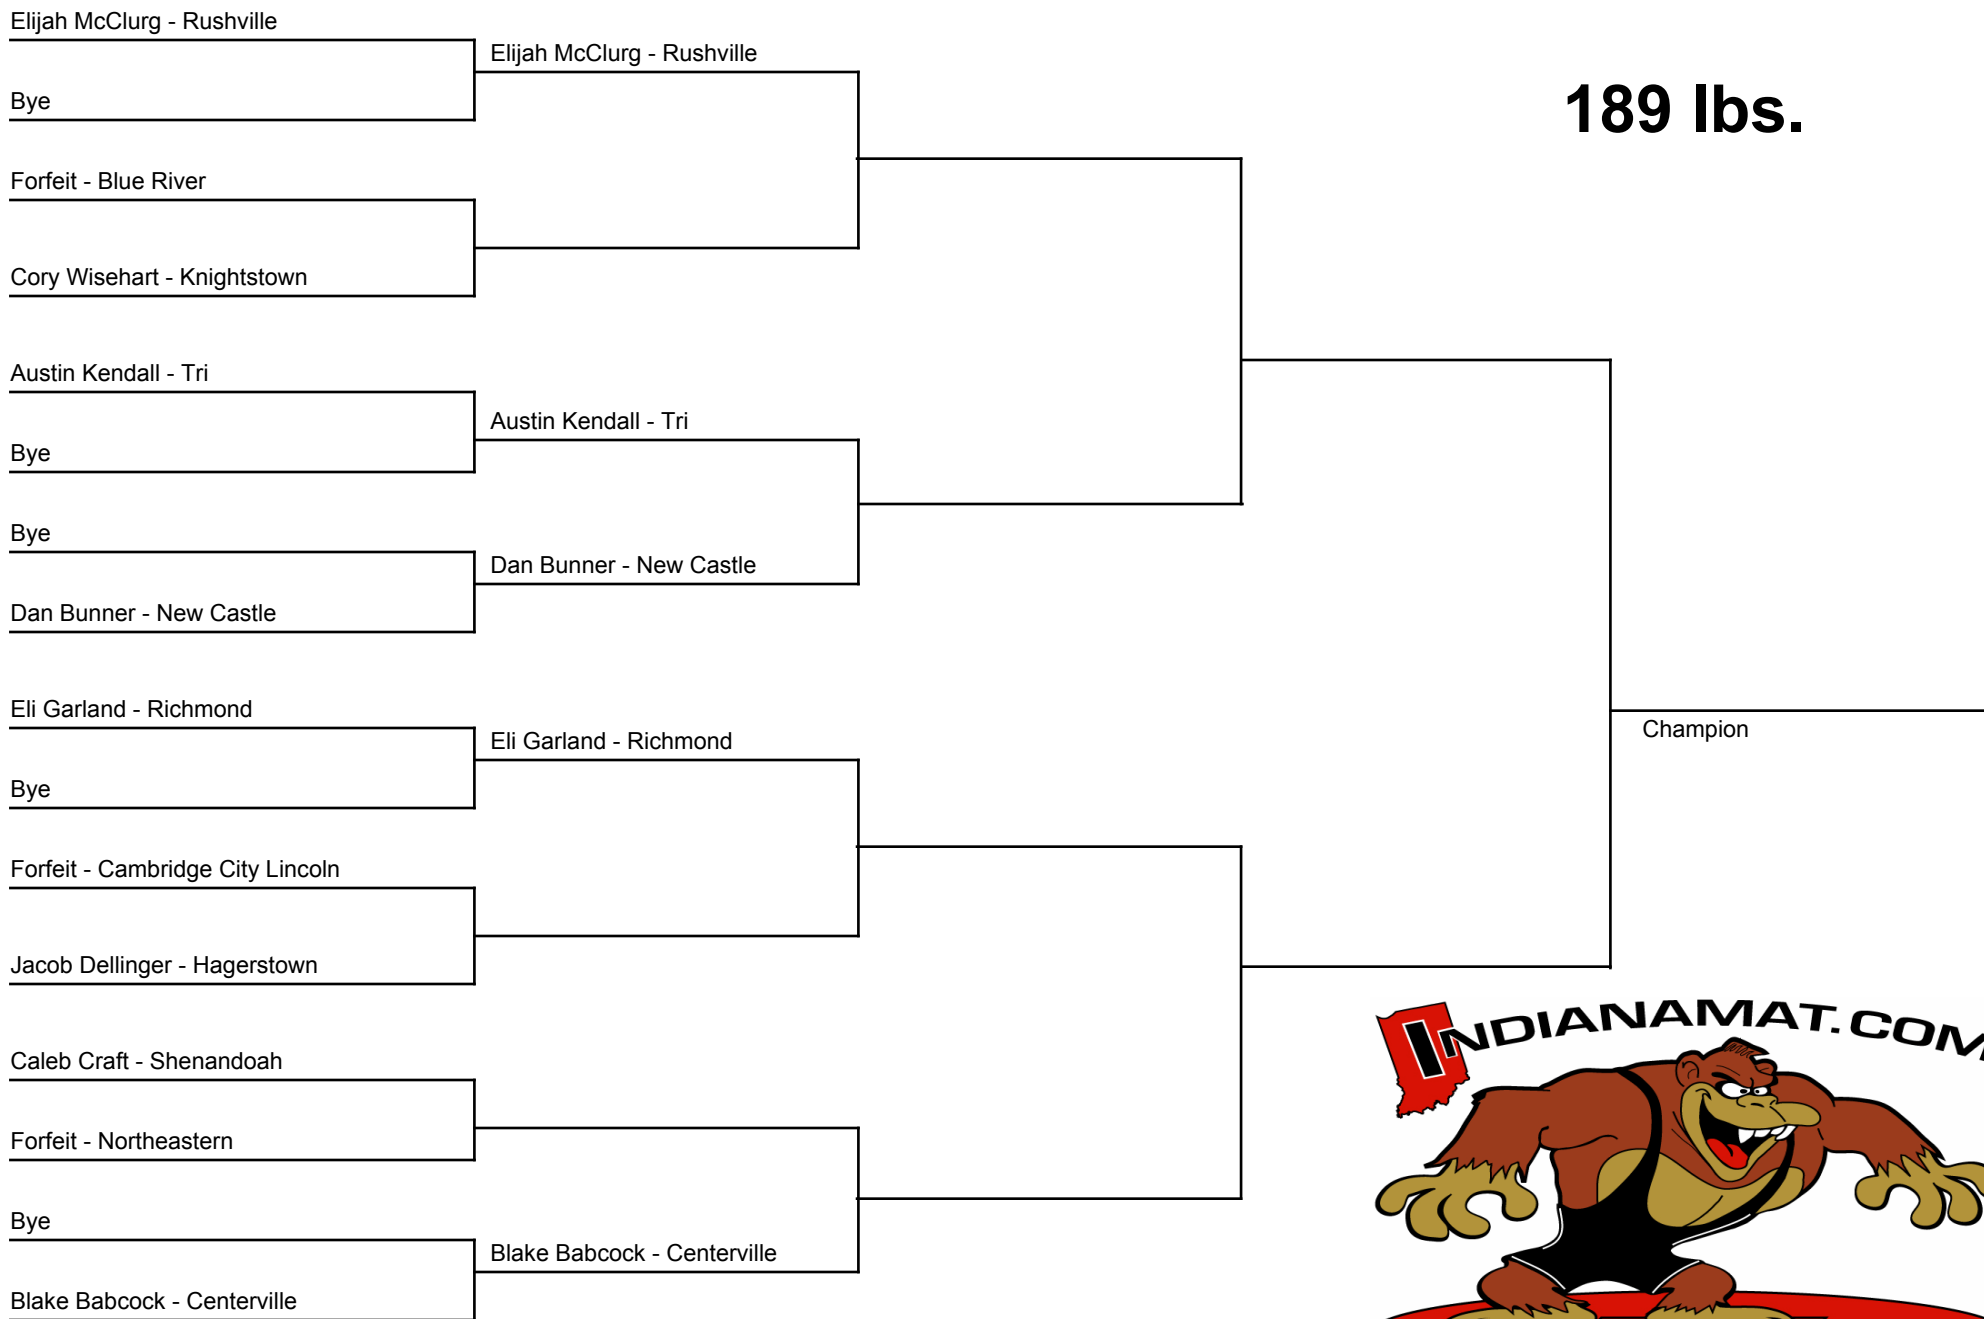 Elijah McClurg - Rushville
Elijah McClurg - Rushville
189 lbs.
Bye
Forfeit - Blue River
Cory Wisehart - Knightstown
Austin Kendall - Tri
Austin Kendall - Tri
Bye
Bye
Dan Bunner - New Castle
Dan Bunner - New Castle
Eli Garland - Richmond
Eli Garland - Richmond
Champion
Bye
Forfeit - Cambridge City Lincoln
Jacob Dellinger - Hagerstown
INDIANAMAT.COM
Caleb Craft - Shenandoah
Forfeit - Northeastern
Bye
Blake Babcock - Centerville
Blake Babcock - Centerville